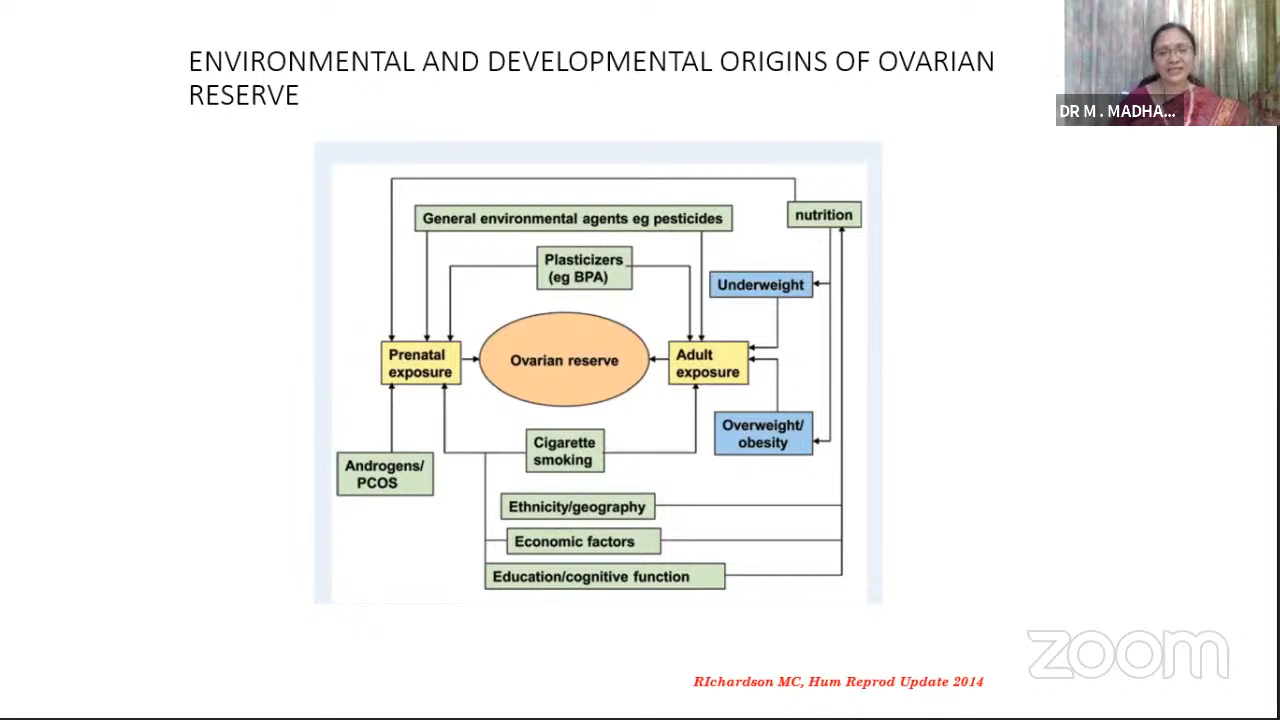 ENVIRONMENTAL AND DEVELOPMENTAL ORIGINS OF OVARIAN
RESERVE
DR M . MADHA...
nutrition
General environmental agents eg pesticides
Plasticizers
(eg BPA)
Underweight
Prenatal
exposure
Ovarian reserve
Adult
exposure
Overweight/
obesity
Cigarette
smoking
Androgens/
PCOS
Ethnicity/geography
Economic factors
Education/cognitive function
zoom
RIchardson MC, Hum Reprod Update 2014